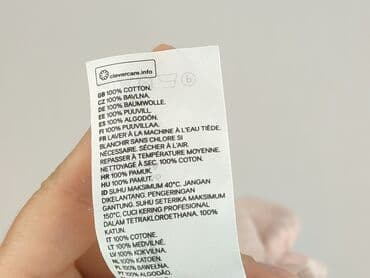 clevercare.info
6
GB 100% COTTON.
CZ 100% BAVLNA.
DE 100% BAUMWOLLE.
EE 100% PUUVILL.
ES 100% ALGODÓN.
FI 100% PUUVILLAA.
FR LAVER À LA MACHINE À L'EAU TIÈDE.
BLANCHIR SANS CHLORE SI
NÉCESSAIRE. SÉCHER À L'AIR.
REPASSER À TEMPÉRATURE MOYENNE.
NETTOYAGE À SEC. 100% COTON.
HR 100% PAMUK.
HU 100% PAMUT.
ID SUHU MAKSIMUM 40°C. JANGAN
DIKELANTANG. PENGERINGAN
GANTUNG. SUHU SETERIKA MAKSIMUM
150°C. CUCI KERING PROFESIONAL
DALAM TETRAKLOROETHANA. 100%
KATUN.
IT 100% COTONE.
LT 100% MEDVILNĖ.
LV 100% KOKVILNA.
NL 100% KATOEN.
PL 100% BAWEŁNA.